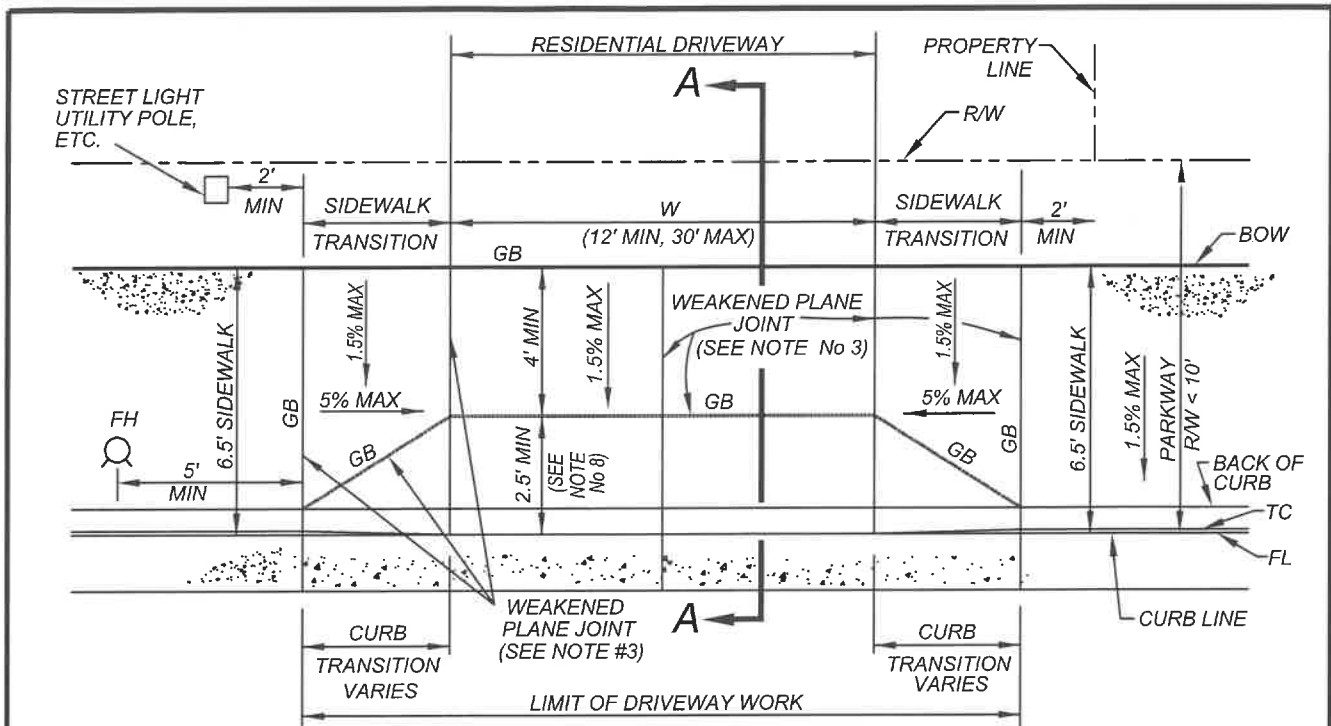 RESIDENTIAL DRIVEWAY
PROPERTY
LINE
A
R/W
STREET LIGHT
UTILITY POLE,
ETC.
2'
MIN
SIDEWALK
TRANSITION
W
(12' MIN, 30' MAX)
SIDEWALK
TRANSITION
2'
MIN
BOW
GB
6.5' SIDEWALK
GB
1.5% MAX
5% MAX
4' MIN
1.5% MAX
WEAKENED PLANE
JOINT
(SEE NOTE No 3)
1.5% MAX
5% MAX
GB
6.5' SIDEWALK
1.5% MAX
PARKWAY
R/W < 10'
GB
FH
5'
MIN
GB
2.5' MIN
(SEE
NOTE
No 8)
GB
BACK OF
CURB
TC
FL
CURB LINE
WEAKENED
PLANE JOINT
(SEE NOTE #3)
A
CURB
TRANSITION
VARIES
CURB
TRANSITION
VARIES
LIMIT OF DRIVEWAY WORK